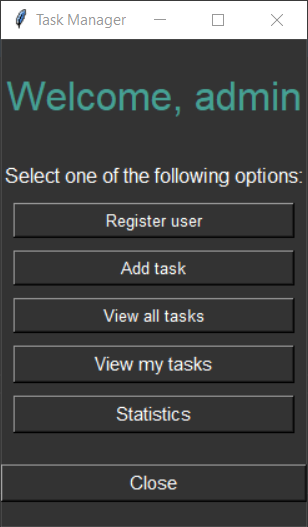 Task Manager
Welcome, admin
Select one of the following options:
Register user
Add task
View all tasks
View my tasks
Statistics
Close